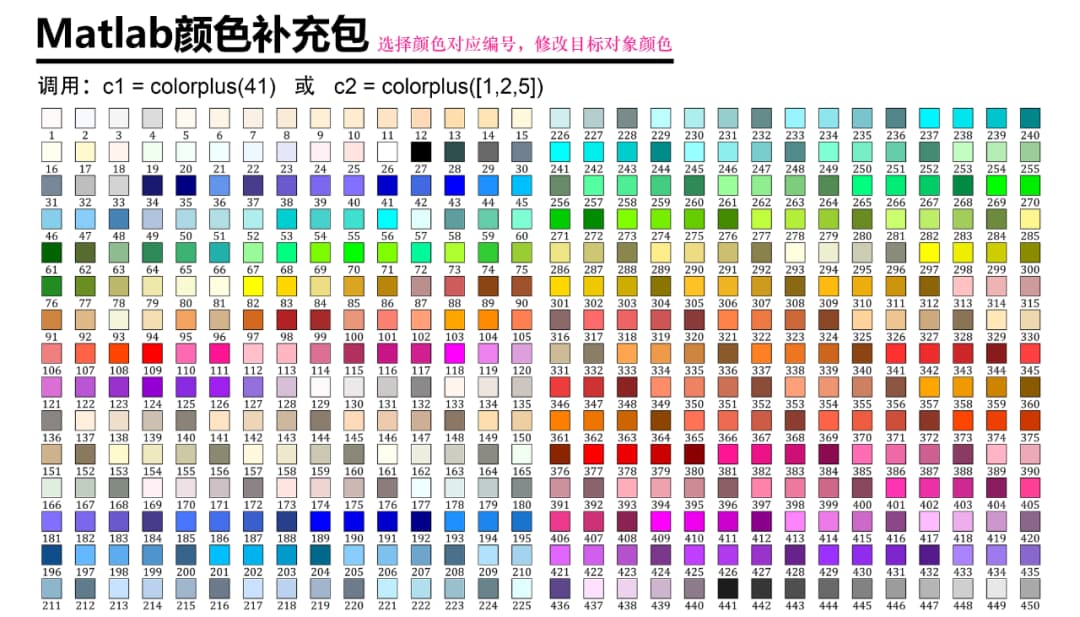 Matlab颜色补充包 选择颜色对应编号，修改目标对象颜色
调用：c1 = colorplus(41) 或 c2 = colorplus([1,2,5])
1 2 3 4 5 6 7 8 9 10 11 12 13 14 15 226 227 228 229 230 231 232 233 234 235 236 237 238 239 240
16 17 18 19 20 21 22 23 24 25 26 27 28 29 30 241 242 243 244 245 246 247 248 249 250 251 252 253 254 255
31 32 33 34 35 36 37 38 39 40 41 42 43 44 45 256 257 258 259 260 261 262 263 264 265 266 267 268 269 270
46 47 48 49 50 51 52 53 54 55 56 57 58 59 60 271 272 273 274 275 276 277 278 279 280 281 282 283 284 285
61 62 63 64 65 66 67 68 69 70 71 72 73 74 75 286 287 288 289 290 291 292 293 294 295 296 297 298 299 300
76 77 78 79 80 81 82 83 84 85 86 87 88 89 90 301 302 303 304 305 306 307 308 309 310 311 312 313 314 315
91 92 93 94 95 96 97 98 99 100 101 102 103 104 105 316 317 318 319 320 321 322 323 324 325 326 327 328 329 330
106 107 108 109 110 111 112 113 114 115 116 117 118 119 120 331 332 333 334 335 336 337 338 339 340 341 342 343 344 345
121 122 123 124 125 126 127 128 129 130 131 132 133 134 135 346 347 348 349 350 351 352 353 354 355 356 357 358 359 360
136 137 138 139 140 141 142 143 144 145 146 147 148 149 150 361 362 363 364 365 366 367 368 369 370 371 372 373 374 375
151 152 153 154 155 156 157 158 159 160 161 162 163 164 165 376 377 378 379 380 381 382 383 384 385 386 387 388 389 390
166 167 168 169 170 171 172 173 174 175 176 177 178 179 180 391 392 393 394 395 396 397 398 399 400 401 402 403 404 405
181 182 183 184 185 186 187 188 189 190 191 192 193 194 195 406 407 408 409 410 411 412 413 414 415 416 417 418 419 420
196 197 198 199 200 201 202 203 204 205 206 207 208 209 210 421 422 423 424 425 426 427 428 429 430 431 432 433 434 435
211 212 213 214 215 216 217 218 219 220 221 222 223 224 225 436 437 438 439 440 441 442 443 444 445 446 447 448 449 450